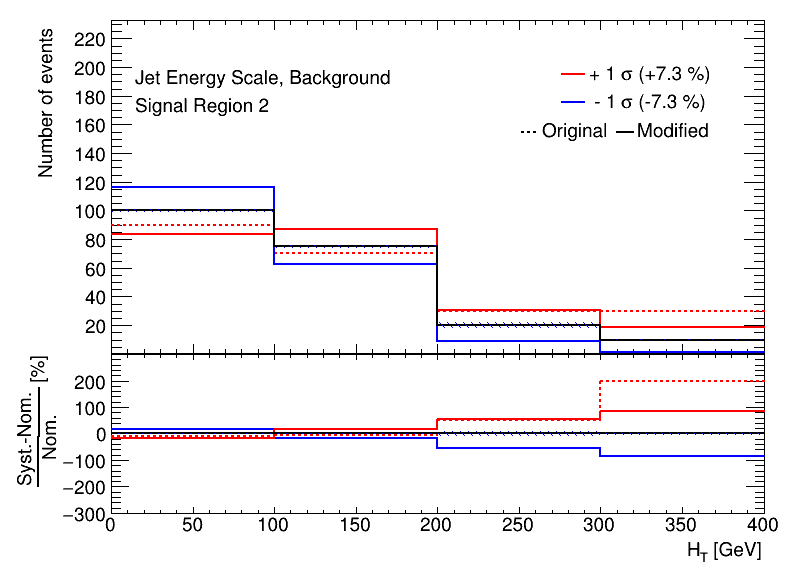 Number of events
220
200
180
160
140
120
100
80
60
40
20
Jet Energy Scale, Background
Signal Region 2
+ 1 σ (+7.3 %)
- 1 σ (-7.3 %)
Original Modified
Syst.-Nom.
Nom. [%]
200
100
0
−100
−200
−300
0 50 100 150 200 250 300 350 400
H_T [GeV]